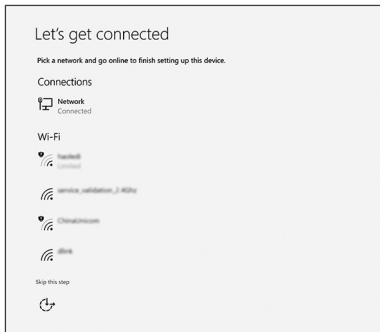 Let's get connected
Pick a network and go online to finish setting up this device.
Connections
Network
Connected
Wi-Fi
Limited
service_validation_2.4Ghz
ChinaUnicom
dlink
Skip this step